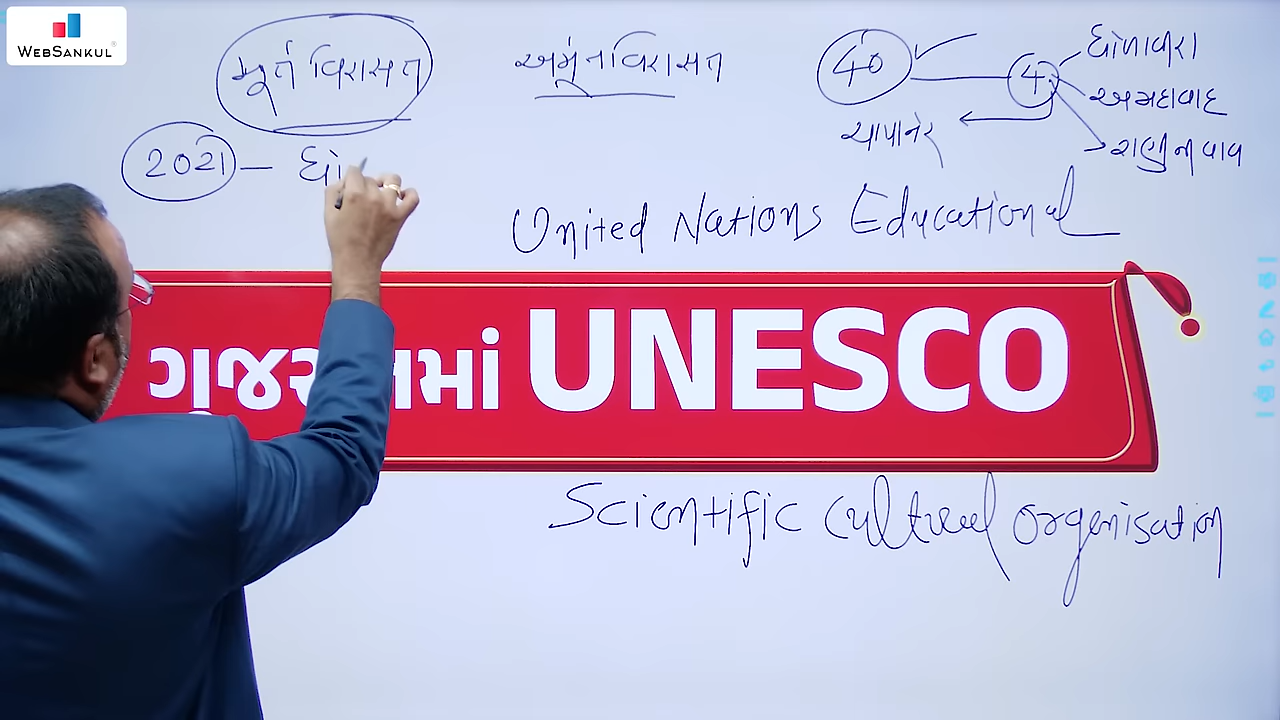 WEBSANKUL
મૂર્ત વિરાસત
અમૂર્ત વિરાસત
40
4
ધોળાવીરા
અમદાવાદ
રાણીની વાવ
ચાંપાનેર
2021 - ધો
United Nations Educational
UNESCO
Scientific Cultural Organisation